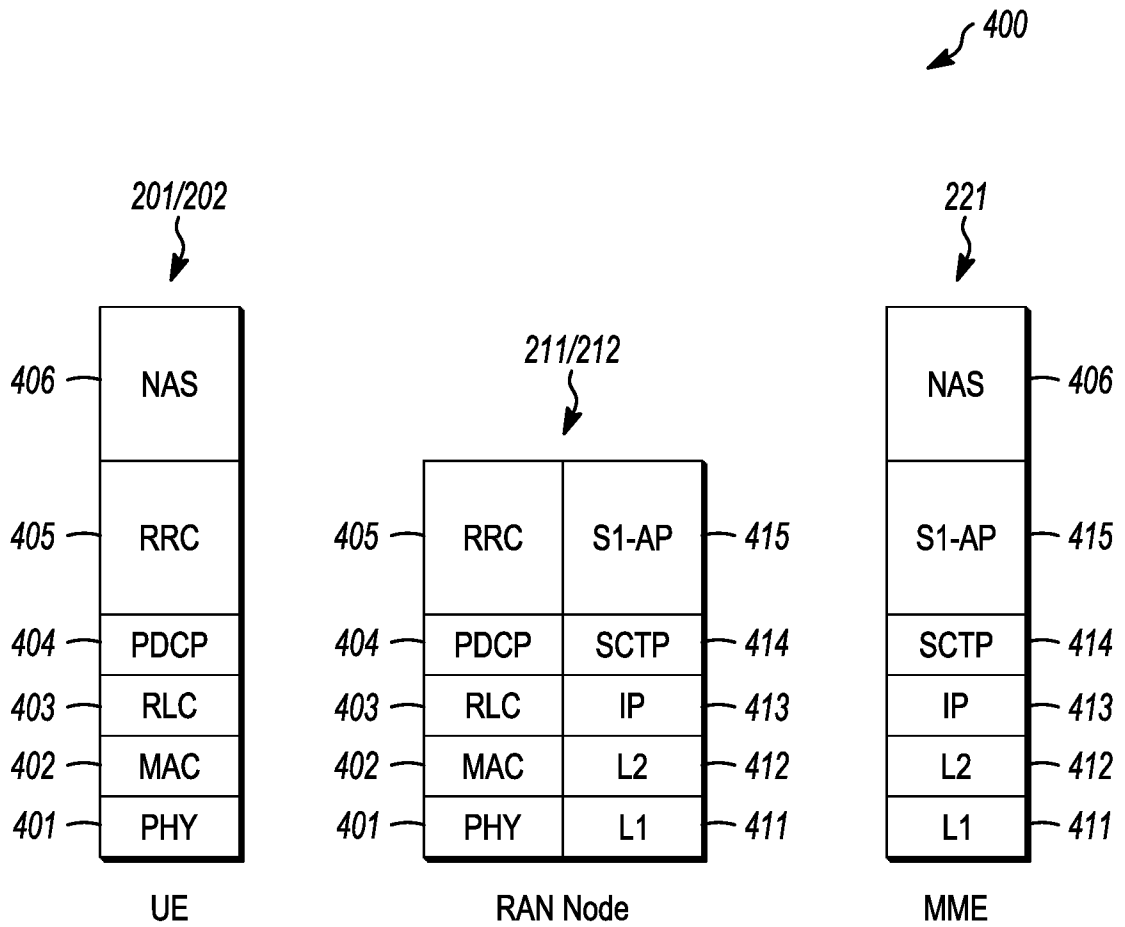 400
201/202
221
211/212
406 NAS NAS 406
405 RRC 405 RRC S1-AP 415 S1-AP 415
404 PDCP 404 PDCP SCTP 414 SCTP 414
403 RLC 403 RLC IP 413 IP 413
402 MAC 402 MAC L2 412 L2 412
401 PHY 401 PHY L1 411 L1 411
UE RAN Node MME